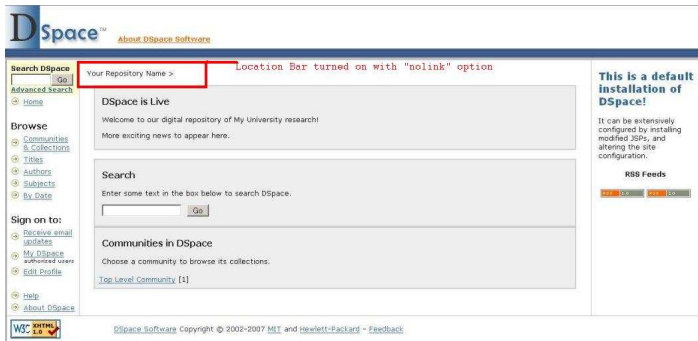 DSpace™
About DSpace Software
Search DSpace
Go
Advanced Search
Home
Browse
Communities
& Collections
Titles
Authors
Subjects
By Date
Sign on to:
Receive email
updates
My DSpace
authorized users
Edit Profile
Help
About DSpace
W3C XHTML
1.0
Location Bar turned on with "nolink" option
Your Repository Name >
DSpace is Live
Welcome to our digital repository of My University research!
More exciting news to appear here.
Search
Enter some text in the box below to search DSpace.
Go
Communities in DSpace
Choose a community to browse its collections.
Top Level Community [1]
This is a default
installation of
DSpace!
It can be extensively
configured by installing
modified JSPs, and
altering the site
configuration.
RSS Feeds
DSpace Software Copyright © 2002-2007 MIT and Hewlett-Packard - Feedback